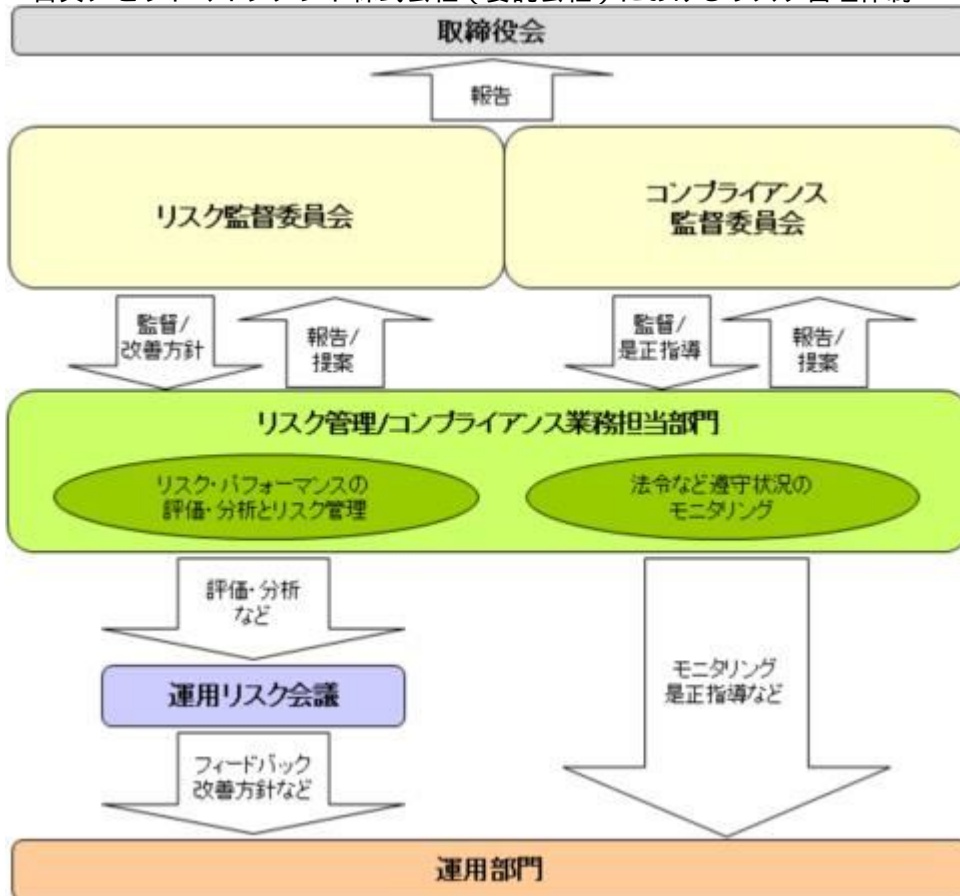 取締役会
報告
リスク監督委員会
コンプライアンス
監督委員会
監督/
改善方針
報告/
提案
監督/
是正指導
報告/
提案
リスク管理/コンプライアンス業務担当部門
リスク・パフォーマンスの
評価・分析とリスク管理
法令など遵守状況の
モニタリング
評価・分析
など
運用リスク会議
モニタリング
是正指導など
フィードバック
改善方針など
運用部門